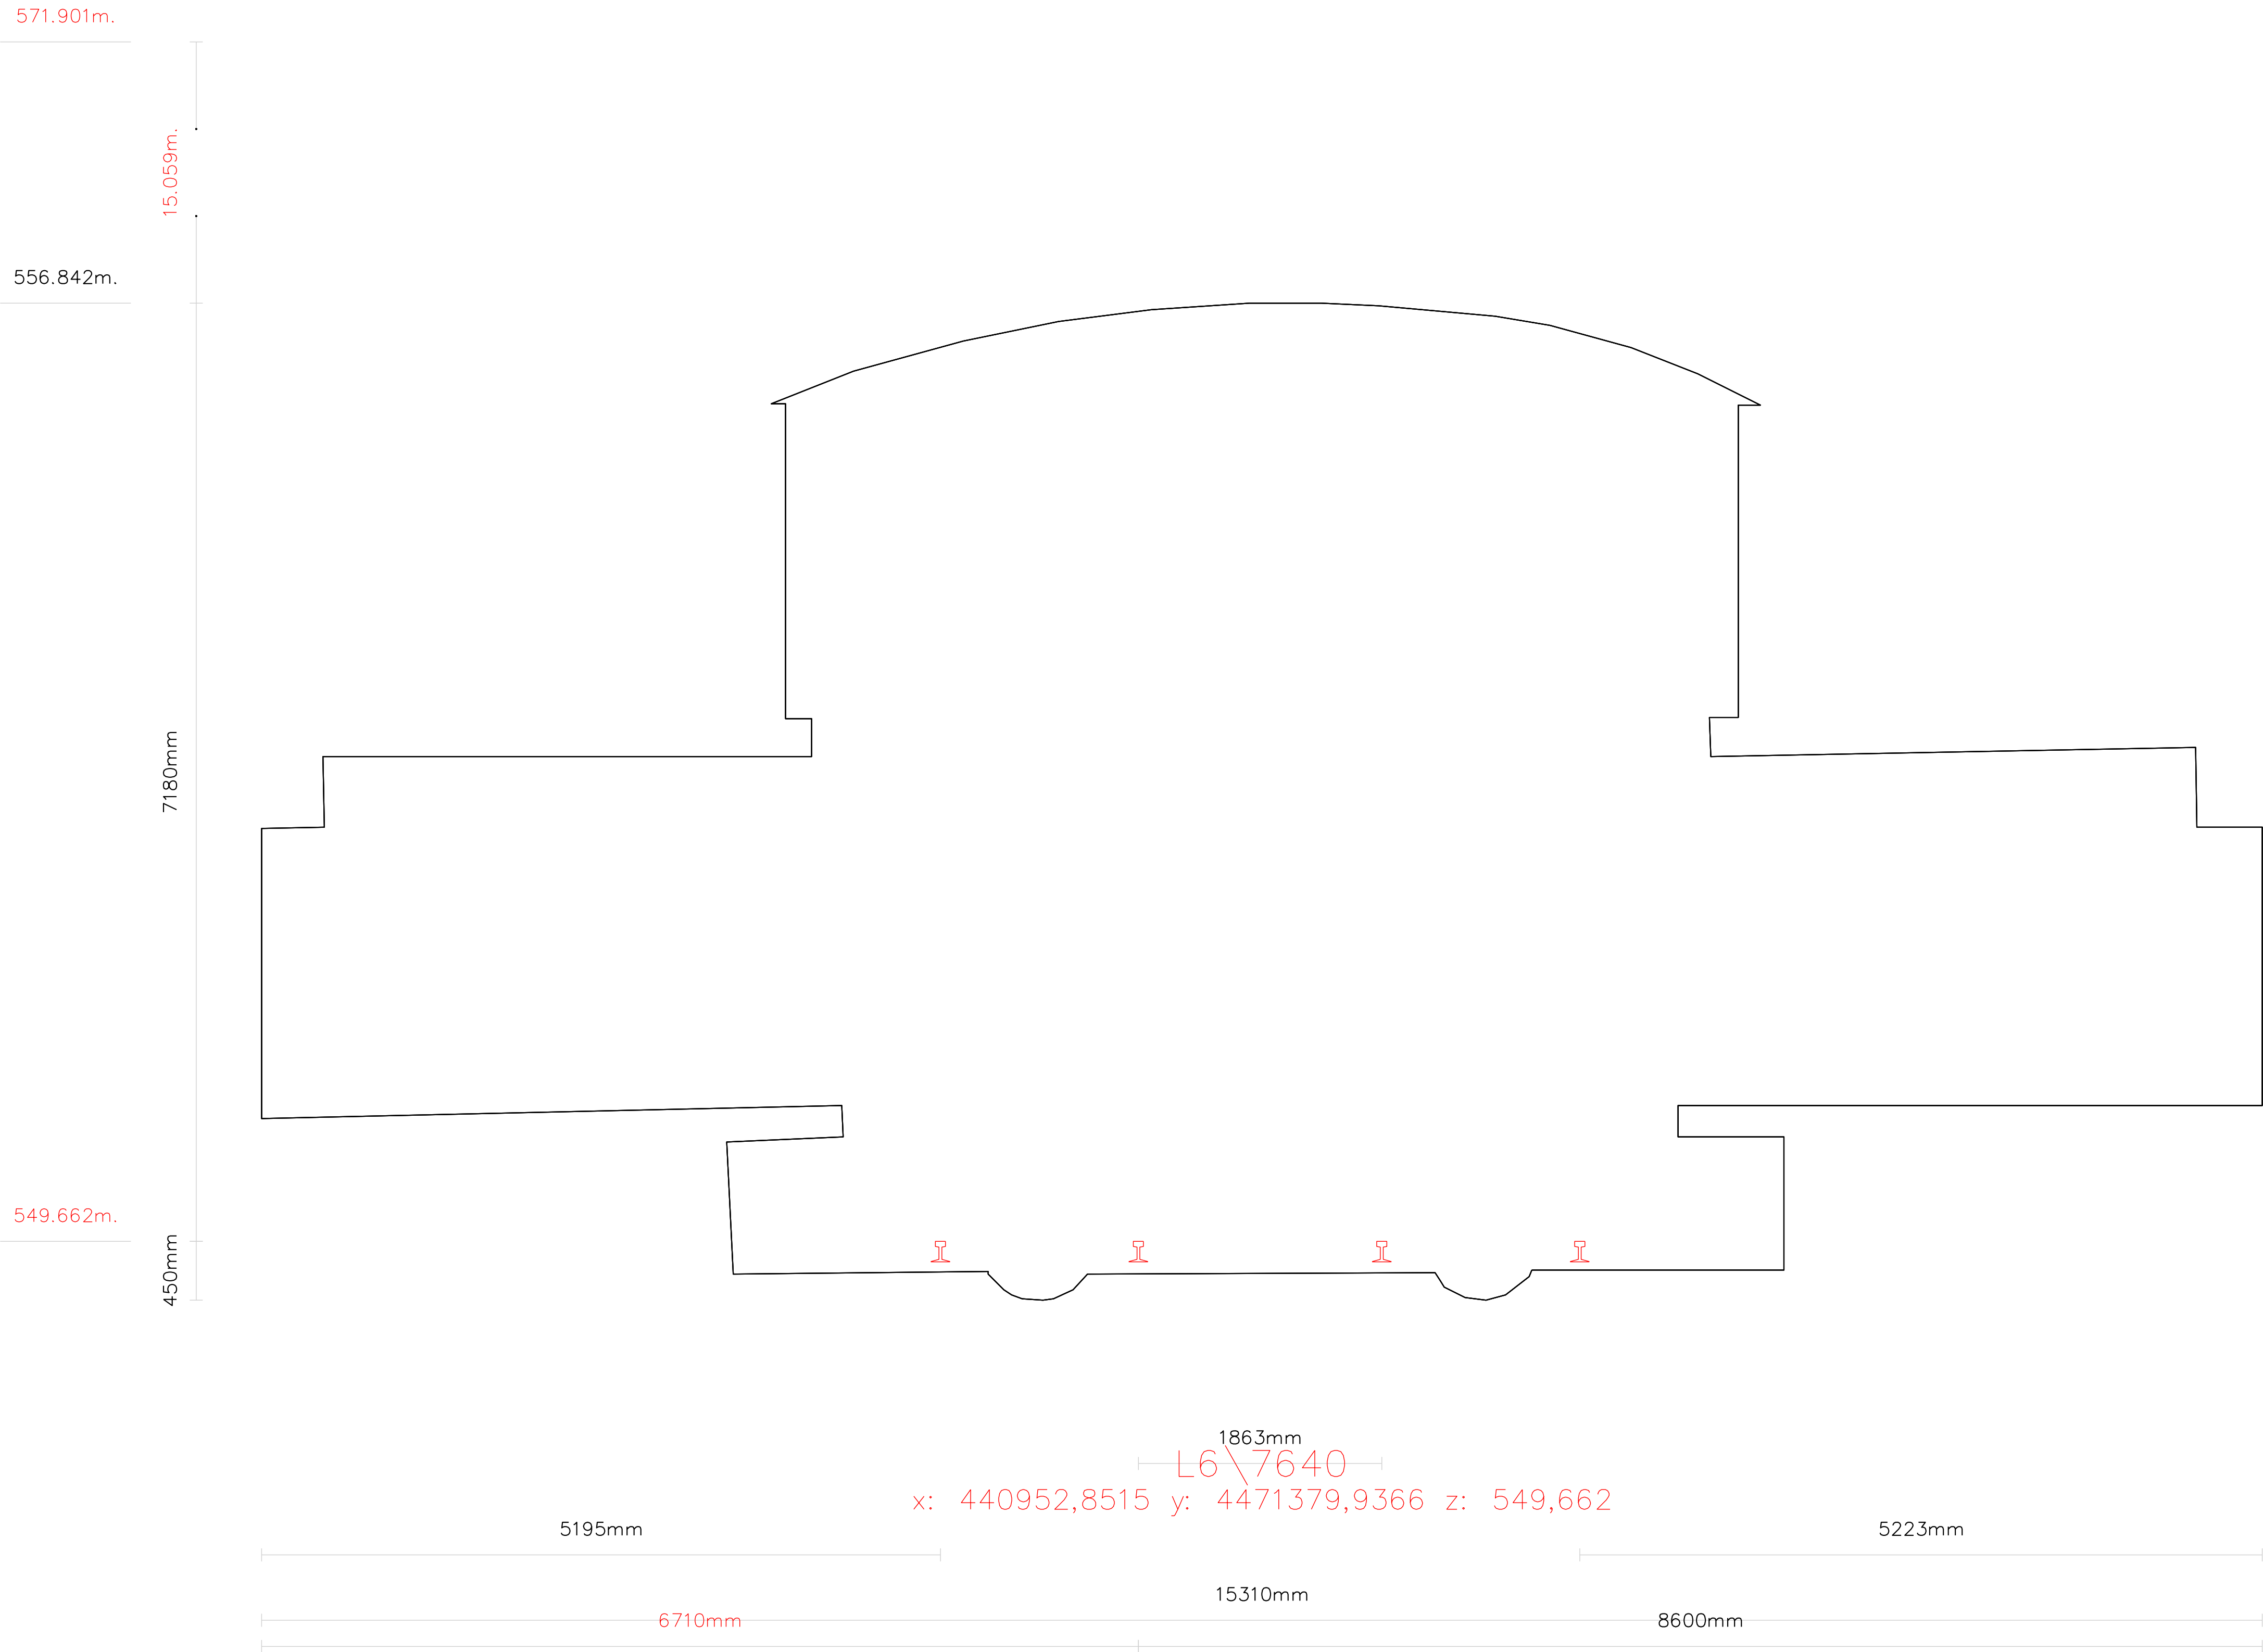 571.901m.
15.059m.
556.842m.
7180mm
549.662m.
450mm
1863mm
L6\7640
x: 440952,8515 y: 4471379,9366 z: 549,662
5195mm
5223mm
15310mm
6710mm
8600mm